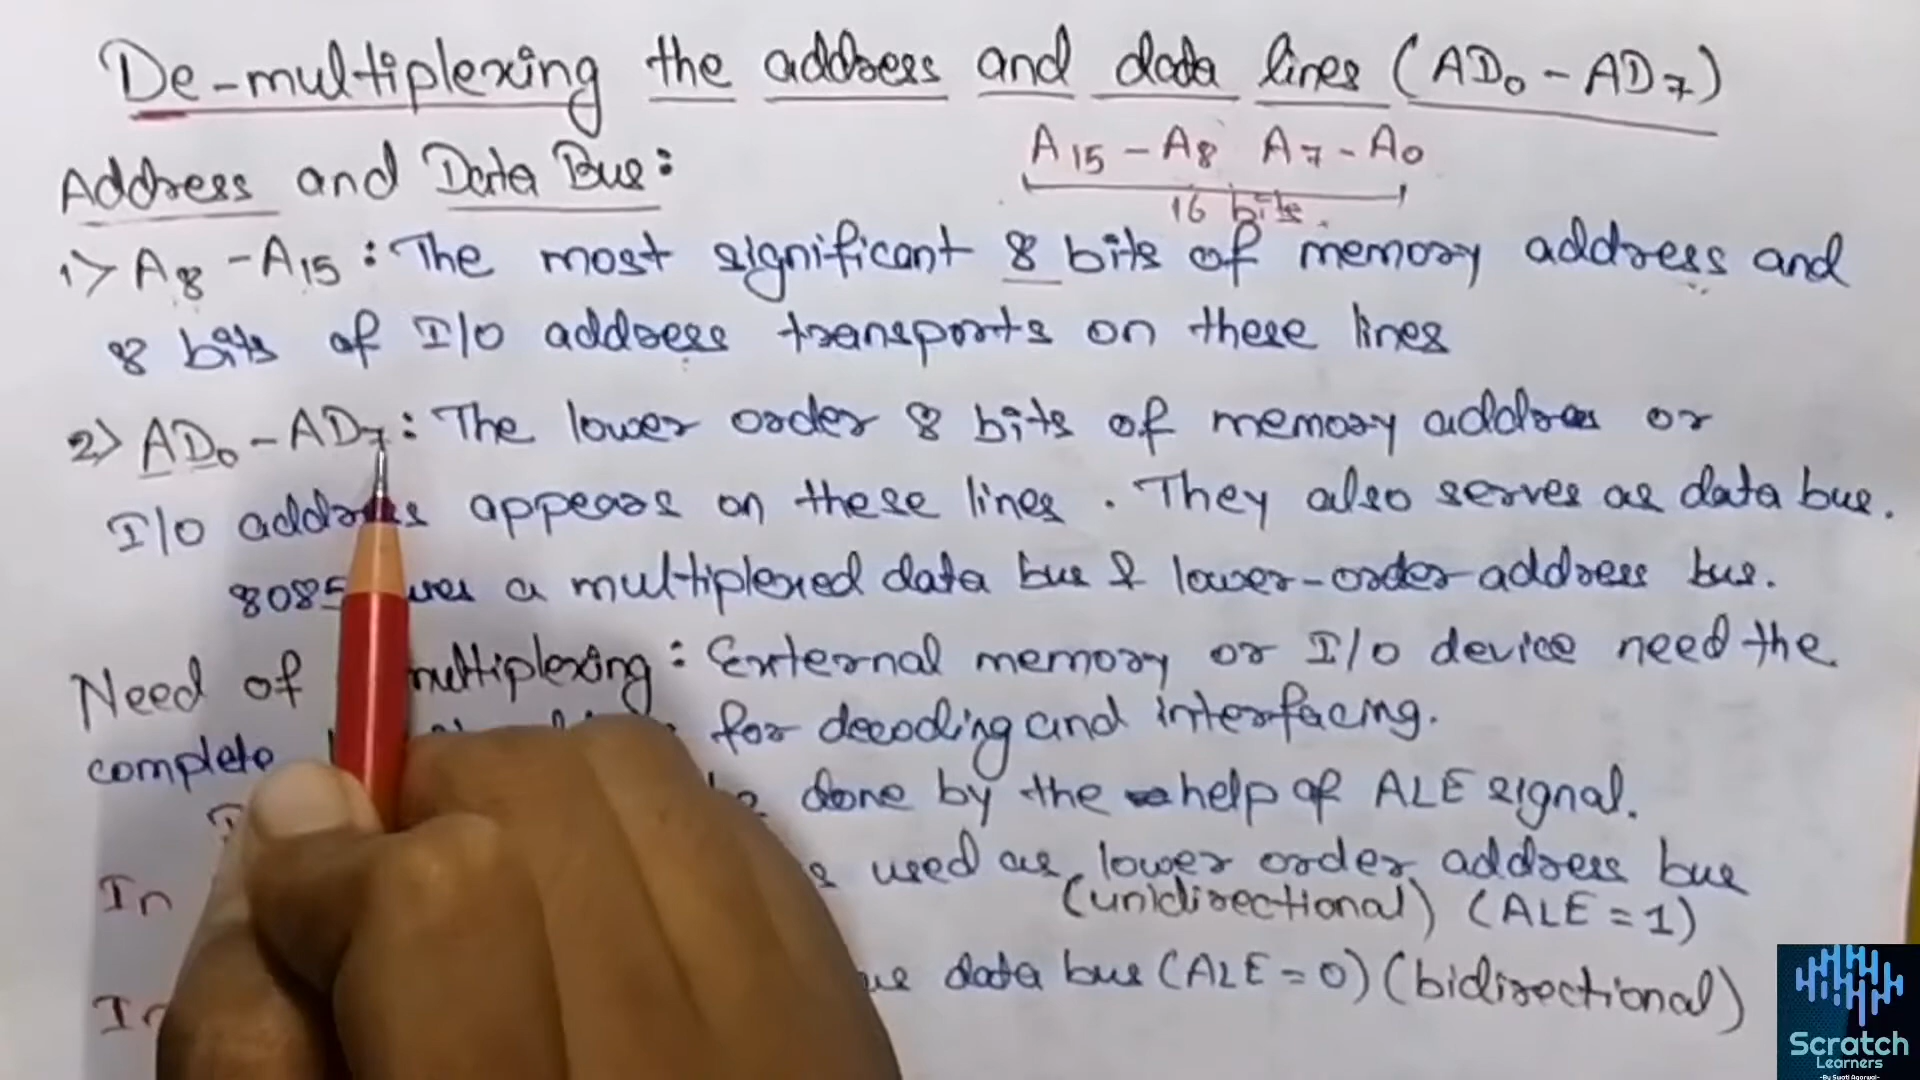 De-multiplexing the address and data lines (AD0 - AD7)
Address and Data Bus:
A15 - A8 A7 - A0
16 bits.
1> A8 - A15 : The most significant 8 bits of memory address and
8 bits of I/O address transports on these lines
2> AD0 - AD7 : The lower order 8 bits of memory address or
I/O address appears on these lines . They also serves as data bus.
8085 uses a multiplexed data bus & lower-order-address bus.
Need of multiplexing : External memory or I/O device need the
complete for decoding and interfacing.
done by the help of ALE signal.
In used as lower order address bus
(unidirectional) (ALE = 1)
data bus (ALE = 0) (bidirectional)
Scratch
Learners
-By Swati Agarwal-